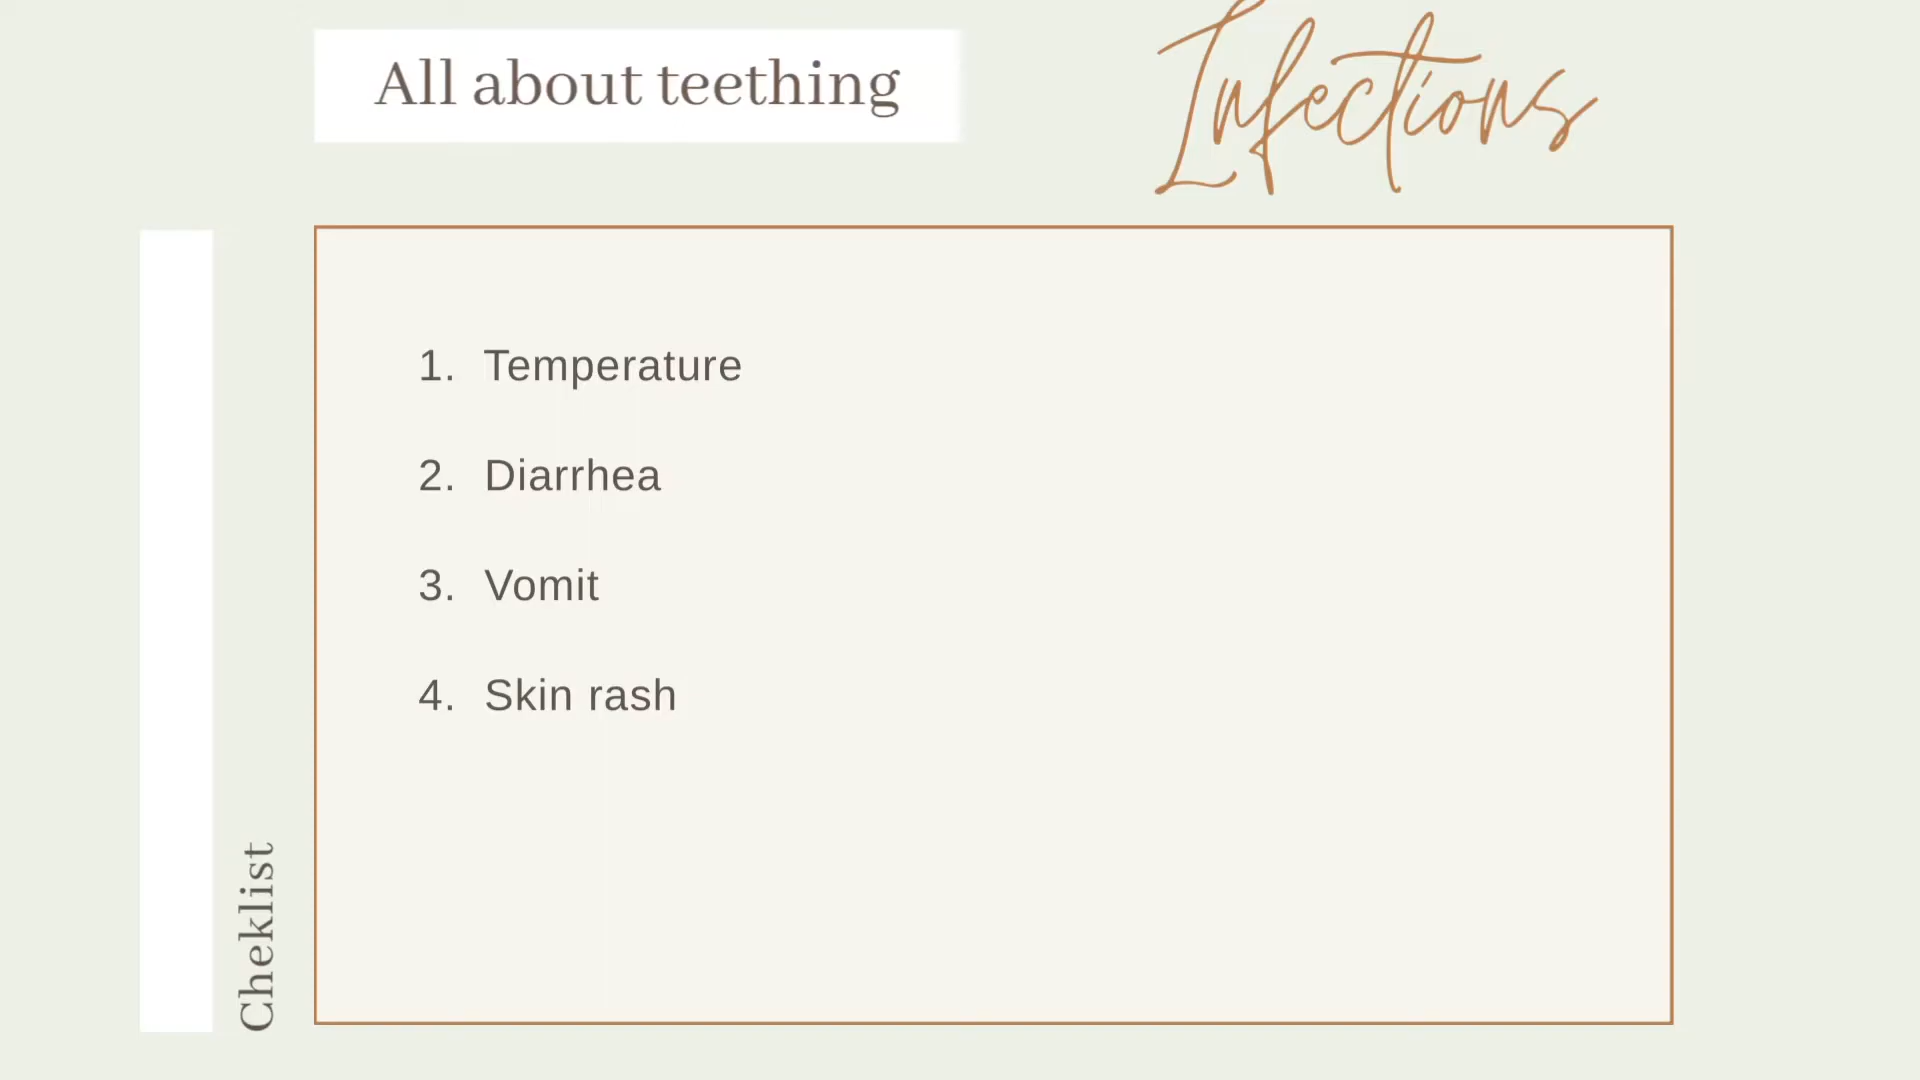 All about teething
Infections
1. Temperature
2. Diarrhea
3. Vomit
4. Skin rash
Cheklist